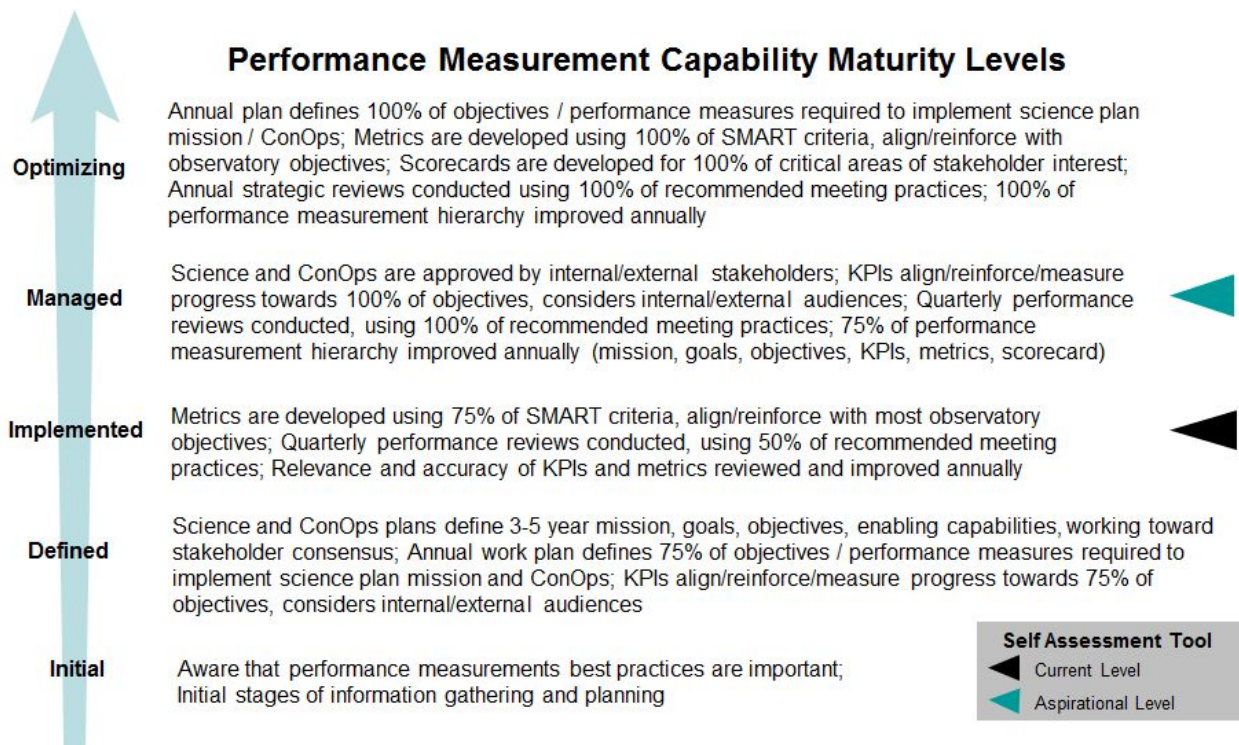 Performance Measurement Capability Maturity Levels
Optimizing
Annual plan defines 100% of objectives / performance measures required to implement science plan
mission / ConOps; Metrics are developed using 100% of SMART criteria, align/reinforce with
observatory objectives; Scorecards are developed for 100% of critical areas of stakeholder interest;
Annual strategic reviews conducted using 100% of recommended meeting practices; 100% of
performance measurement hierarchy improved annually
Managed
Science and ConOps are approved by internal/external stakeholders; KPIs align/reinforce/measure
progress towards 100% of objectives, considers internal/external audiences; Quarterly performance
reviews conducted, using 100% of recommended meeting practices; 75% of performance
measurement hierarchy improved annually (mission, goals, objectives, KPIs, metrics, scorecard)
Implemented
Metrics are developed using 75% of SMART criteria, align/reinforce with most observatory
objectives; Quarterly performance reviews conducted, using 50% of recommended meeting
practices; Relevance and accuracy of KPIs and metrics reviewed and improved annually
Defined
Science and ConOps plans define 3-5 year mission, goals, objectives, enabling capabilities, working toward
stakeholder consensus; Annual work plan defines 75% of objectives / performance measures required to
implement science plan mission and ConOps; KPIs align/reinforce/measure progress towards 75% of
objectives, considers internal/external audiences
Initial
Aware that performance measurements best practices are important;
Initial stages of information gathering and planning
Self Assessment Tool
Current Level
Aspirational Level